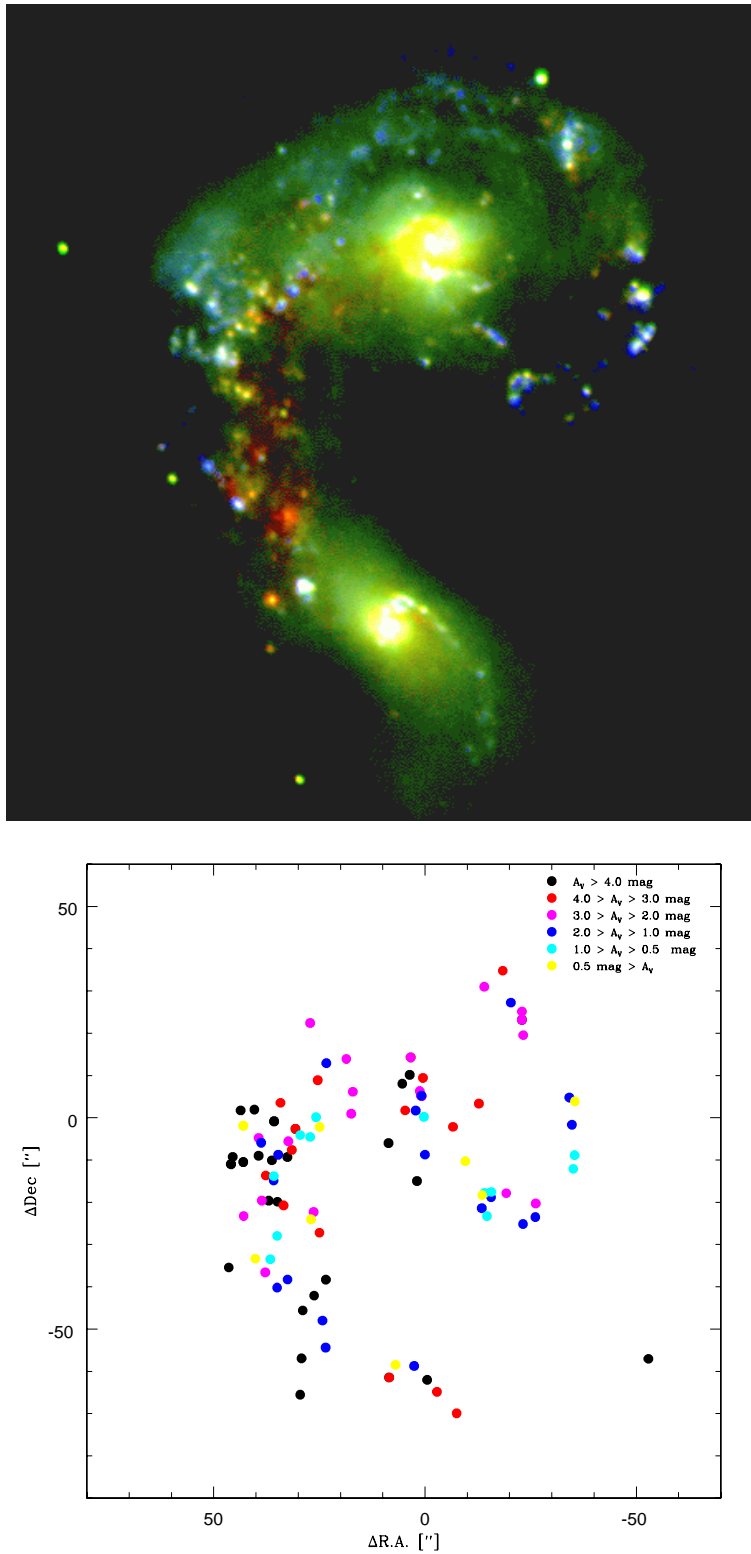 50
0
-50
ΔDec [″]
A_V > 4.0 mag
4.0 > A_V > 3.0 mag
3.0 > A_V > 2.0 mag
2.0 > A_V > 1.0 mag
1.0 > A_V > 0.5 mag
0.5 mag > A_V
50 0 -50
ΔR.A. [″]